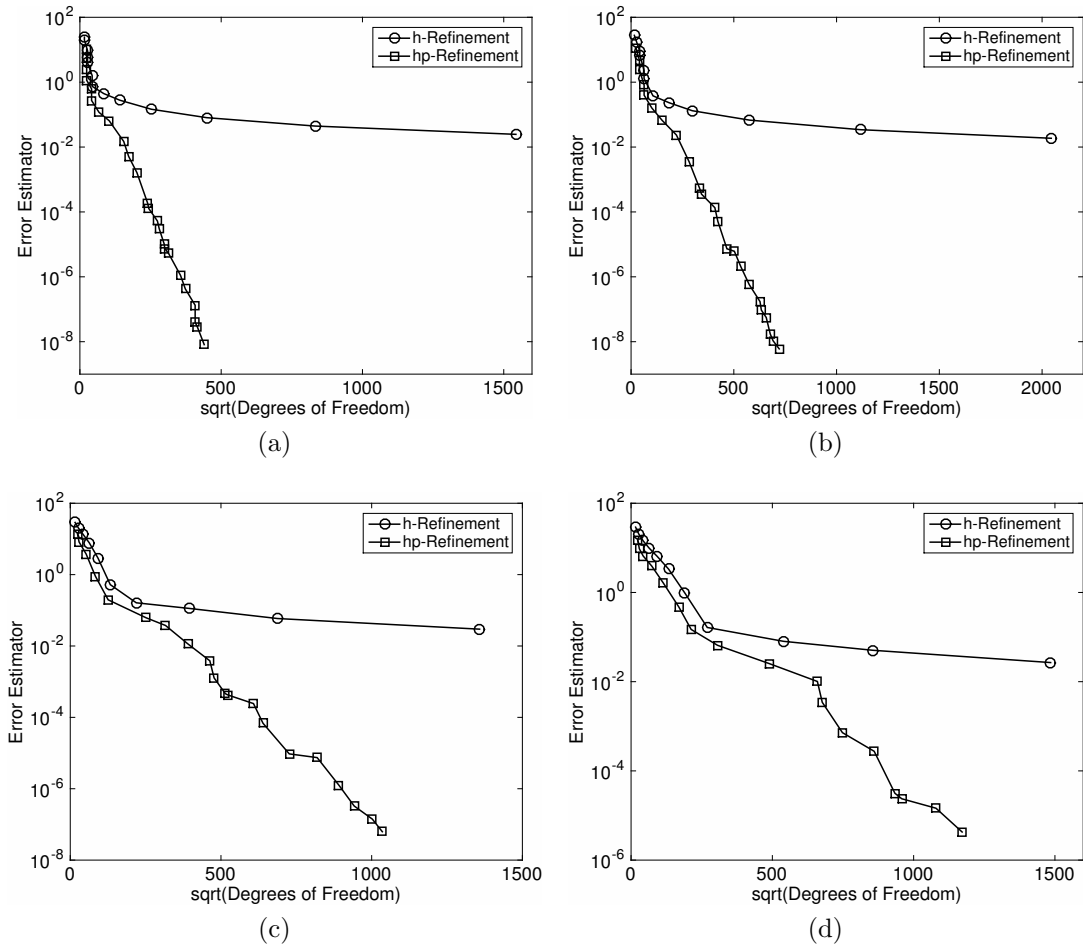 10^2
10^0
10^-2
10^-4
10^-6
10^-8
Error Estimator
h-Refinement
hp-Refinement
0 500 1000 1500
sqrt(Degrees of Freedom)
(a)
10^2
10^0
10^-2
10^-4
10^-6
10^-8
Error Estimator
h-Refinement
hp-Refinement
0 500 1000 1500 2000
sqrt(Degrees of Freedom)
(b)
10^2
10^0
10^-2
10^-4
10^-6
10^-8
Error Estimator
h-Refinement
hp-Refinement
0 500 1000 1500
sqrt(Degrees of Freedom)
(c)
10^2
10^0
10^-2
10^-4
10^-6
Error Estimator
h-Refinement
hp-Refinement
0 500 1000 1500
sqrt(Degrees of Freedom)
(d)